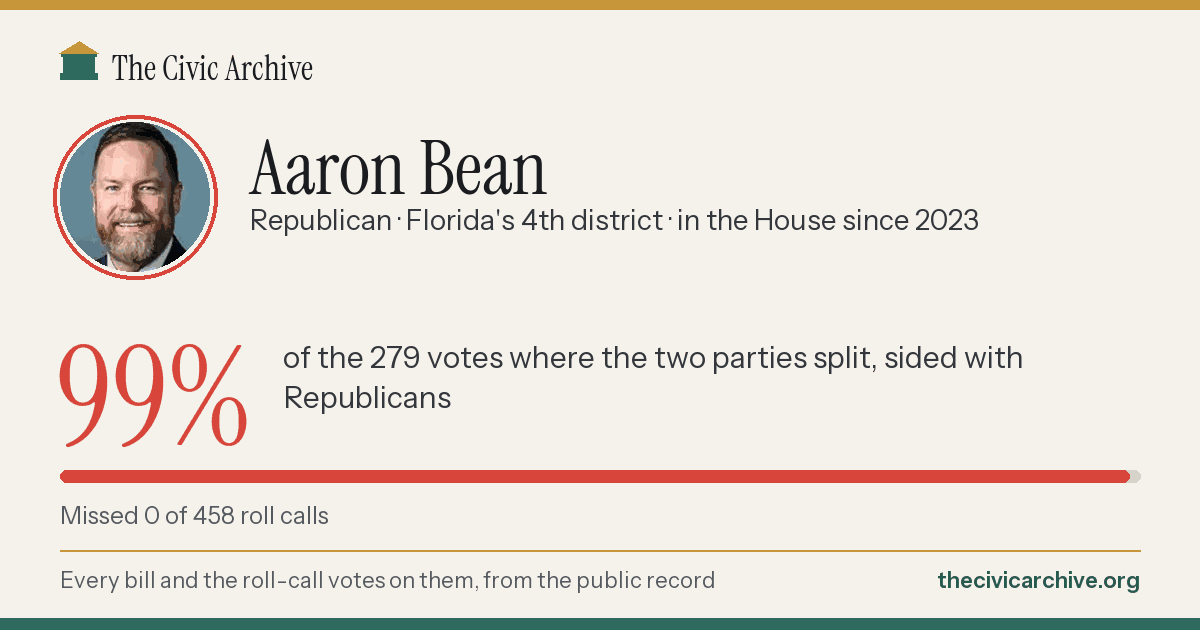 The Civic Archive
Aaron Bean
Republican · Florida's 4th district · in the House since 2023
99%
of the 279 votes where the two parties split, sided with
Republicans
Missed 0 of 458 roll calls
Every bill and the roll-call votes on them, from the public record
thecivicarchive.org